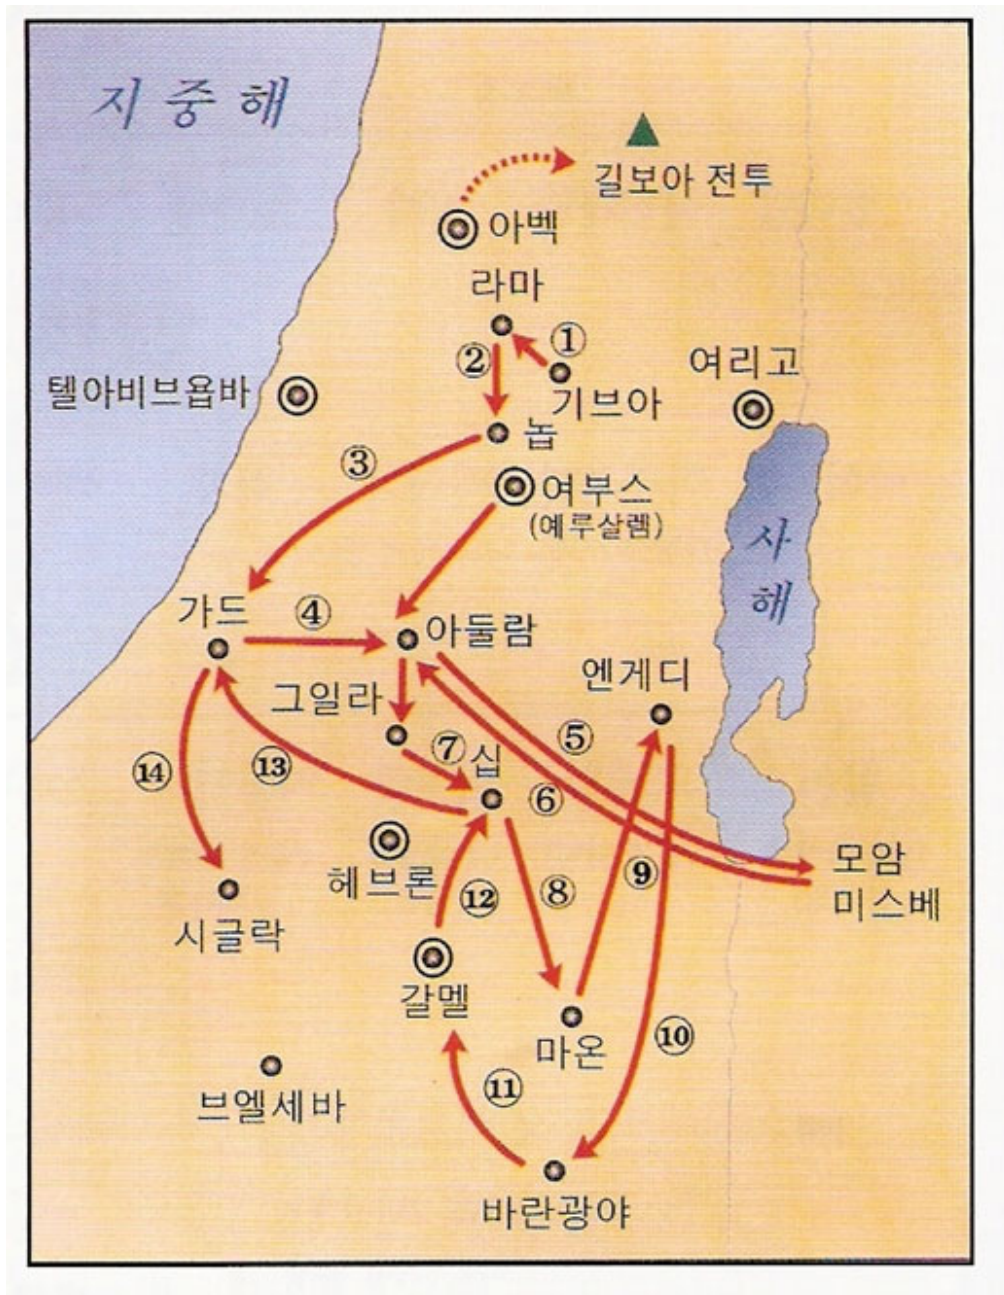 지중해
길보아 전투
아벡
라마
①
②
기브아
여리고
텔아비브욥바
놉
③
여부스
(예루살렘)
사해
가드
④
아둘람
엔게디
그일라
⑤
⑦
십
⑥
⑬
⑭
모암
미스베
헤브론
⑫
⑧
⑨
시글락
갈멜
마온
⑩
⑪
브엘세바
바란광야